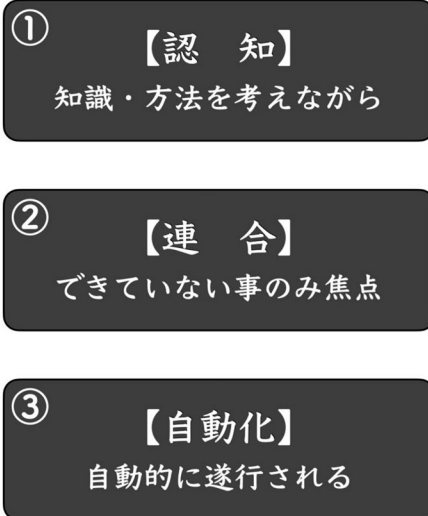 ①
【認　知】
知識・方法を考えながら
②
【連　合】
できていない事のみ焦点
③
【自動化】
自動的に遂行される